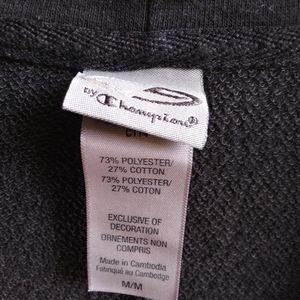 by Champion®
73% POLYESTER/
27% COTTON
73% POLYESTER/
27% COTON
EXCLUSIVE OF
DECORATION
ORNEMENTS NON
COMPRIS
Made in Cambodia
Fabriqué au Cambodge
M/M